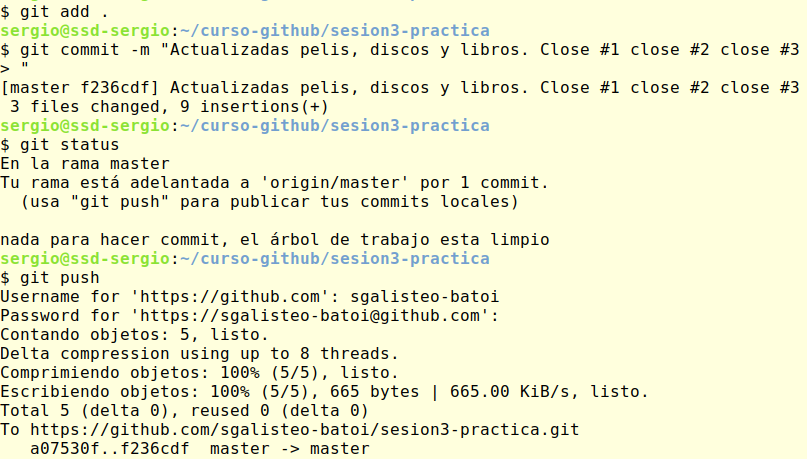 $ git add .
sergio@ssd-sergio:~/curso-github/sesion3-practica
$ git commit -m "Actualizadas pelis, discos y libros. Close #1 close #2 close #3
> "
[master f236cdf] Actualizadas pelis, discos y libros. Close #1 close #2 close #3
 3 files changed, 9 insertions(+)
sergio@ssd-sergio:~/curso-github/sesion3-practica
$ git status
En la rama master
Tu rama está adelantada a 'origin/master' por 1 commit.
  (usa "git push" para publicar tus commits locales)

nada para hacer commit, el árbol de trabajo esta limpio
sergio@ssd-sergio:~/curso-github/sesion3-practica
$ git push
Username for 'https://github.com': sgalisteo-batoi
Password for 'https://sgalisteo-batoi@github.com':
Contando objetos: 5, listo.
Delta compression using up to 8 threads.
Comprimiendo objetos: 100% (5/5), listo.
Escribiendo objetos: 100% (5/5), 665 bytes | 665.00 KiB/s, listo.
Total 5 (delta 0), reused 0 (delta 0)
To https://github.com/sgalisteo-batoi/sesion3-practica.git
   a07530f..f236cdf  master -> master